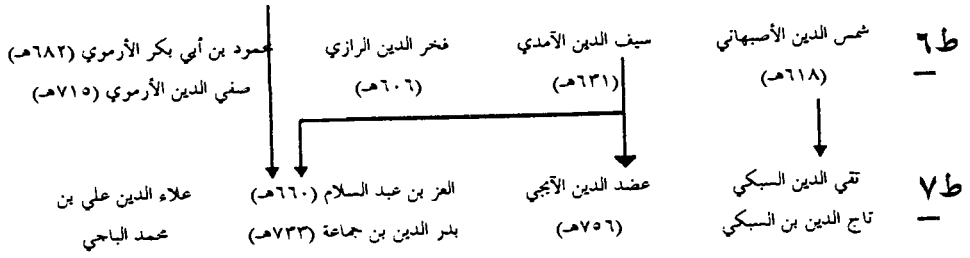 ط٦ شمس الدين الأصبهاني سيف الدين الآمدي فخر الدين الرازي محمود بن أبي بكر الأرموي (٦٨٢هـ)
(٦١٨هـ) (٦٣١هـ) (٦٠٦هـ) صفي الدين الأرموي (٧١٥هـ)
ط٧ تقي الدين السبكي عضد الدين الآيجي العز بن عبد السلام (٦٦٠هـ) علاء الدين علي بن
تاج الدين بن السبكي (٧٥٦هـ) بدر الدين بن جماعة (٧٣٣هـ) محمد الباجي